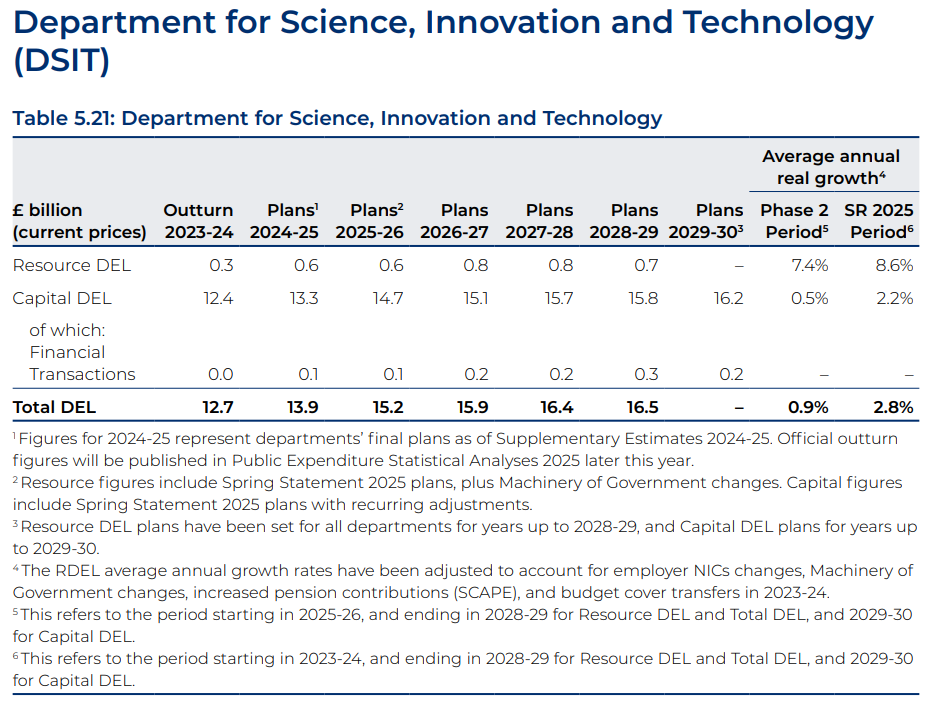 Department for Science, Innovation and Technology
(DSIT)
Table 5.21: Department for Science, Innovation and Technology
Average annual
real growth⁴
£ billion Outturn Plans¹ Plans² Plans Plans Plans Plans Phase 2 SR 2025
(current prices) 2023-24 2024-25 2025-26 2026-27 2027-28 2028-29 2029-30³ Period⁵ Period⁶
Resource DEL 0.3 0.6 0.6 0.8 0.8 0.7 – 7.4% 8.6%
Capital DEL 12.4 13.3 14.7 15.1 15.7 15.8 16.2 0.5% 2.2%
of which:
Financial
Transactions 0.0 0.1 0.1 0.2 0.2 0.3 0.2 – –
Total DEL 12.7 13.9 15.2 15.9 16.4 16.5 – 0.9% 2.8%
¹ Figures for 2024-25 represent departments’ final plans as of Supplementary Estimates 2024-25. Official outturn
figures will be published in Public Expenditure Statistical Analyses 2025 later this year.
² Resource figures include Spring Statement 2025 plans, plus Machinery of Government changes. Capital figures
include Spring Statement 2025 plans with recurring adjustments.
³ Resource DEL plans have been set for all departments for years up to 2028-29, and Capital DEL plans for years up
to 2029-30.
⁴ The RDEL average annual growth rates have been adjusted to account for employer NICs changes, Machinery of
Government changes, increased pension contributions (SCAPE), and budget cover transfers in 2023-24.
⁵ This refers to the period starting in 2025-26, and ending in 2028-29 for Resource DEL and Total DEL, and 2029-30
for Capital DEL.
⁶ This refers to the period starting in 2023-24, and ending in 2028-29 for Resource DEL and Total DEL, and 2029-30
for Capital DEL.